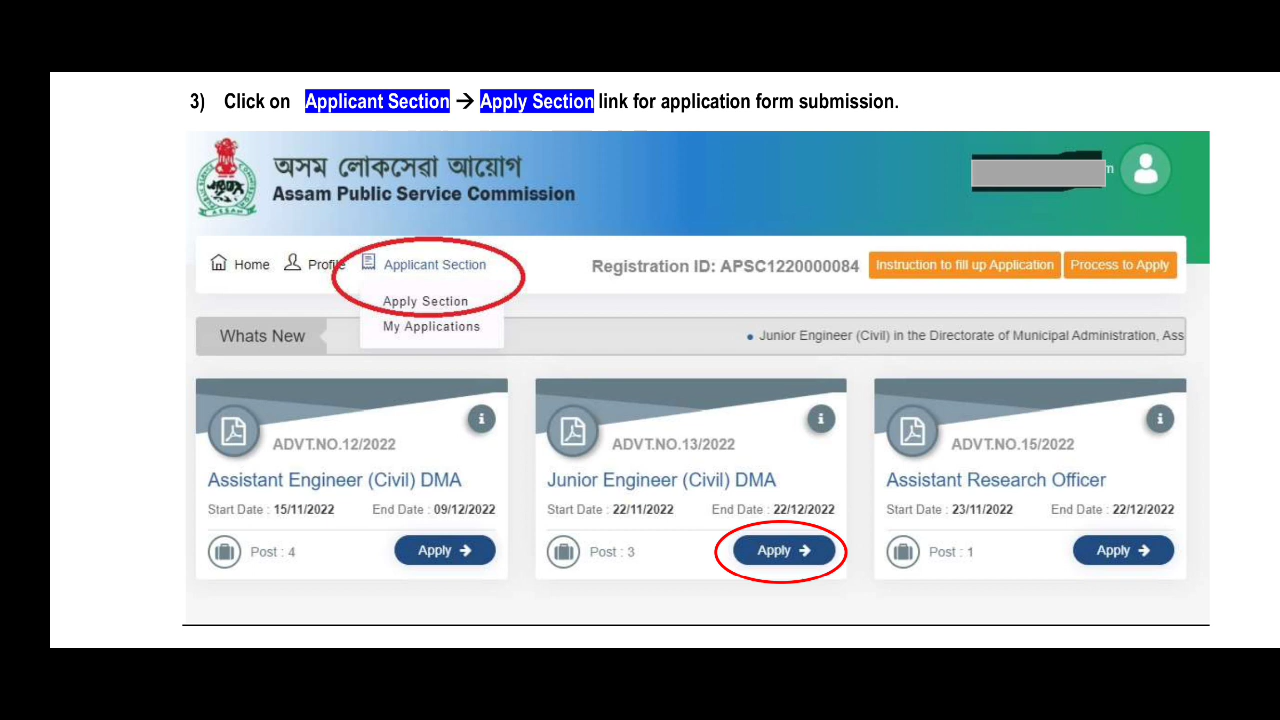 3) Click on Applicant Section → Apply Section link for application form submission.
অসম লোকসেৱা আয়োগ
Assam Public Service Commission
Home Profile Applicant Section Registration ID: APSC1220000084 Instruction to fill up Application Process to Apply
Apply Section
My Applications
Whats New • Junior Engineer (Civil) in the Directorate of Municipal Administration, Ass
ADVT.NO.12/2022
Assistant Engineer (Civil) DMA
Start Date : 15/11/2022 End Date : 09/12/2022
Post : 4 Apply →
ADVT.NO.13/2022
Junior Engineer (Civil) DMA
Start Date : 22/11/2022 End Date : 22/12/2022
Post : 3 Apply →
ADVT.NO.15/2022
Assistant Research Officer
Start Date : 23/11/2022 End Date : 22/12/2022
Post : 1 Apply →